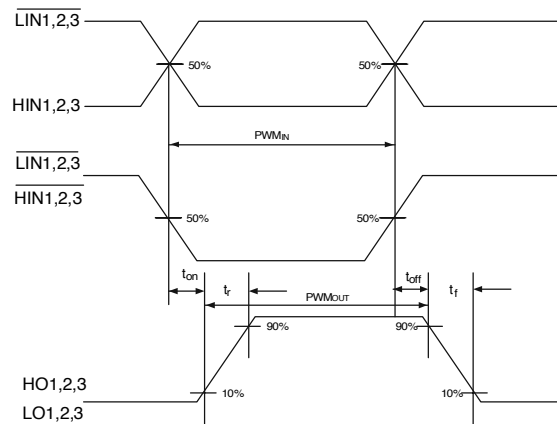 LIN1,2,3
50%
50%
HIN1,2,3
PWMIN
LIN1,2,3
HIN1,2,3
50%
50%
ton
tr
toff
tf
PWMOUT
90%
90%
HO1,2,3
10%
10%
LO1,2,3